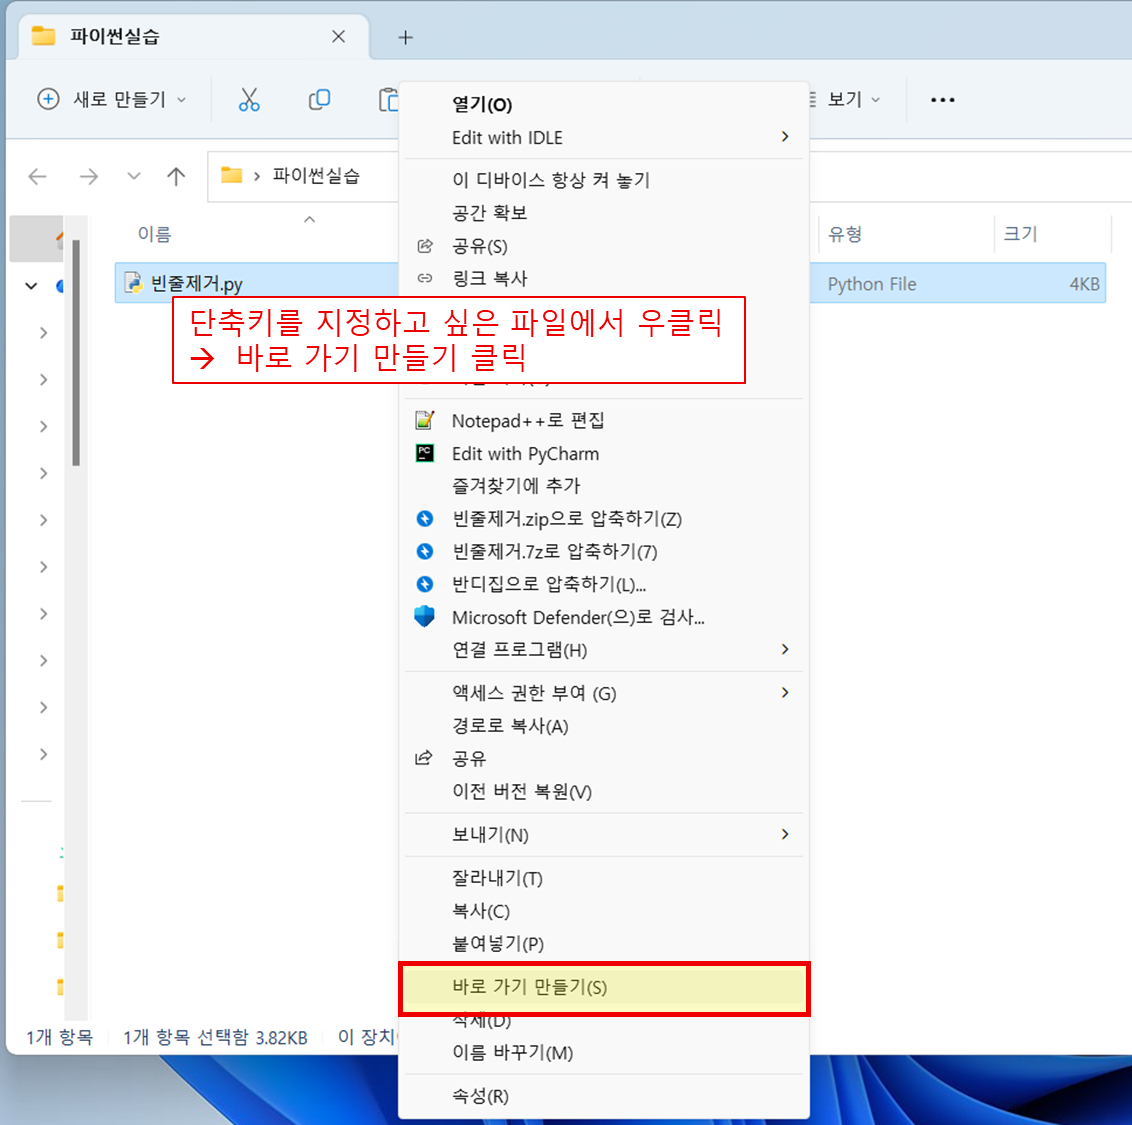 파이썬실습
새로 만들기
보기
파이썬실습
이름
유형
크기
빈줄제거.py
Python File
4KB
열기(O)
Edit with IDLE
이 디바이스 항상 켜 놓기
공간 확보
공유(S)
링크 복사
단축키를 지정하고 싶은 파일에서 우클릭
→ 바로 가기 만들기 클릭
Notepad++로 편집
PC
Edit with PyCharm
즐겨찾기에 추가
빈줄제거.zip으로 압축하기(Z)
빈줄제거.7z로 압축하기(7)
반디집으로 압축하기(L)...
Microsoft Defender(으)로 검사...
연결 프로그램(H)
액세스 권한 부여 (G)
경로로 복사(A)
공유
이전 버전 복원(V)
보내기(N)
잘라내기(T)
복사(C)
붙여넣기(P)
바로 가기 만들기(S)
삭제(D)
이름 바꾸기(M)
속성(R)
1개 항목
1개 항목 선택함 3.82KB
이 장치